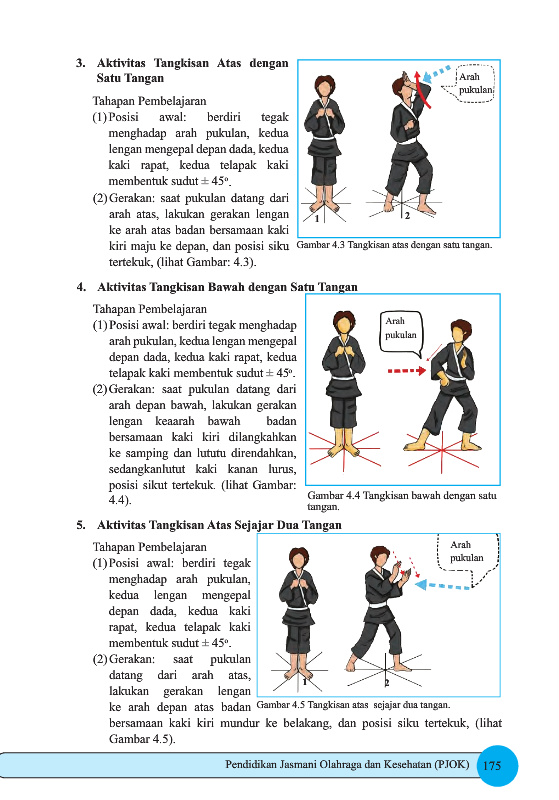 3. Aktivitas Tangkisan Atas dengan
Satu Tangan
Tahapan Pembelajaran
(1) Posisi awal: berdiri tegak
menghadap arah pukulan, kedua
lengan mengepal depan dada, kedua
kaki rapat, kedua telapak kaki
membentuk sudut ± 45º.
(2) Gerakan: saat pukulan datang dari
arah atas, lakukan gerakan lengan
ke arah atas badan bersamaan kaki
kiri maju ke depan, dan posisi siku
tertekuk, (lihat Gambar: 4.3).
Arah
pukulan
1
2
Gambar 4.3 Tangkisan atas dengan satu tangan.
4. Aktivitas Tangkisan Bawah dengan Satu Tangan
Tahapan Pembelajaran
(1) Posisi awal: berdiri tegak menghadap
arah pukulan, kedua lengan mengepal
depan dada, kedua kaki rapat, kedua
telapak kaki membentuk sudut ± 45º.
(2) Gerakan: saat pukulan datang dari
arah depan bawah, lakukan gerakan
lengan kearah bawah badan
bersamaan kaki kiri dilangkahkan
ke samping dan lututu direndahkan,
sedangkanlutut kaki kanan lurus,
posisi sikut tertekuk. (lihat Gambar:
4.4).
Arah
pukulan
Gambar 4.4 Tangkisan bawah dengan satu
tangan.
5. Aktivitas Tangkisan Atas Sejajar Dua Tangan
Tahapan Pembelajaran
(1) Posisi awal: berdiri tegak
menghadap arah pukulan,
kedua lengan mengepal
depan dada, kedua kaki
rapat, kedua telapak kaki
membentuk sudut ± 45º.
(2) Gerakan: saat pukulan
datang dari arah atas,
lakukan gerakan lengan
ke arah depan atas badan
bersamaan kaki kiri mundur ke belakang, dan posisi siku tertekuk, (lihat
Gambar 4.5).
Arah
pukulan
1
2
Gambar 4.5 Tangkisan atas sejajar dua tangan.
Pendidikan Jasmani Olahraga dan Kesehatan (PJOK) 175